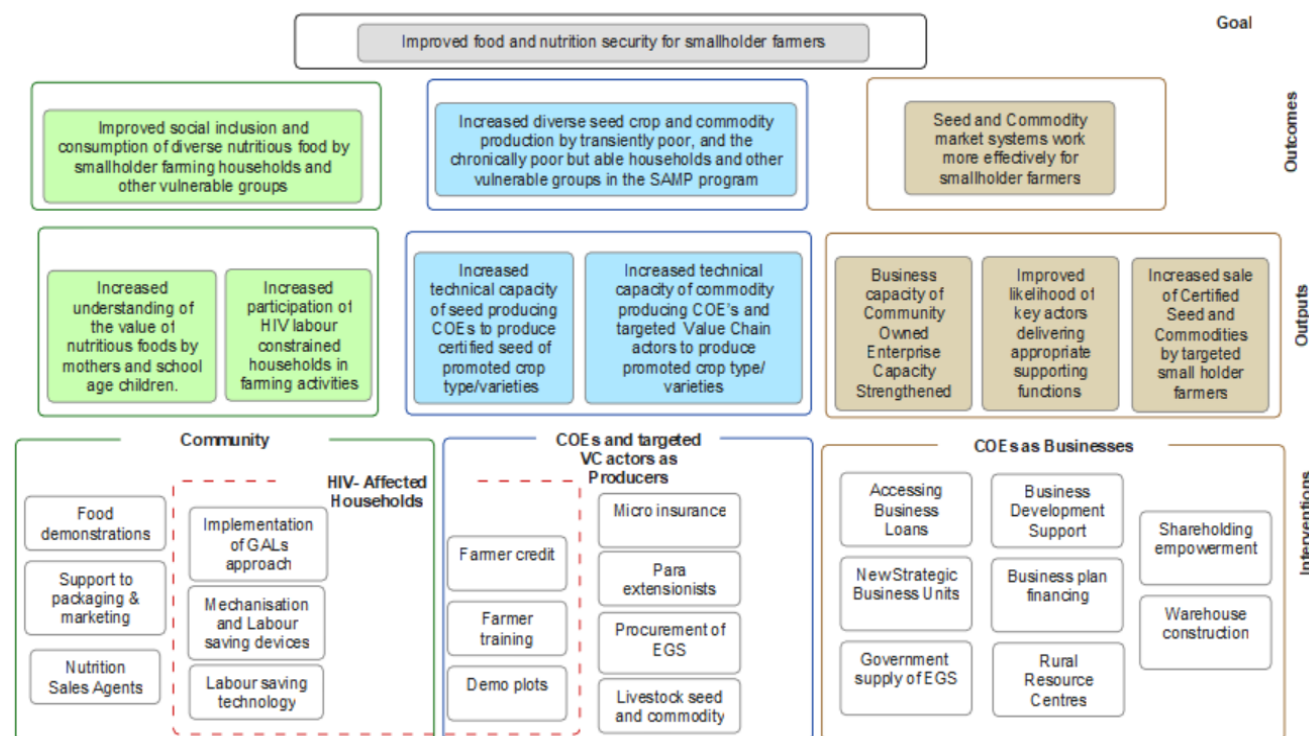 Goal
Improved food and nutrition security for smallholder farmers
Outcomes
Improved social inclusion and
consumption of diverse nutritious food by
smallholder farming households and
other vulnerable groups
Increased diverse seed crop and commodity
production by transiently poor, and the
chronically poor but able households and other
vulnerable groups in the SAMP program
Seed and Commodity
market systems work
more effectively for
smallholder farmers
Outputs
Increased
understanding of
the value of
nutritious foods by
mothers and school
age children.
Increased
participation of
HIV labour
constrained
households in
farming activities
Increased
technical capacity
of seed producing
COEs to produce
certified seed of
promoted crop
type/varieties
Increased technical
capacity of commodity
producing COE's and
targeted Value Chain
actors to produce
promoted crop type/
varieties
Business
capacity of
Community
Owned
Enterprise
Capacity
Strengthened
Improved
likelihood of
key actors
delivering
appropriate
supporting
functions
Increased sale
of Certified
Seed and
Commodities
by targeted
small holder
farmers
Interventions
Community
HIV- Affected
Households
Food
demonstrations
Support to
packaging &
marketing
Nutrition
Sales Agents
Implementation
of GALs
approach
Mechanisation
and Labour
saving devices
Labour saving
technology
COEs and targeted
VC actors as
Producers
Farmer credit
Farmer
training
Demo plots
Micro insurance
Para
extensionists
Procurement of
EGS
Livestock seed
and commodity
COEs as Businesses
Accessing
Business
Loans
New Strategic
Business Units
Government
supply of EGS
Business
Development
Support
Business plan
financing
Rural
Resource
Centres
Shareholding
empowerment
Warehouse
construction